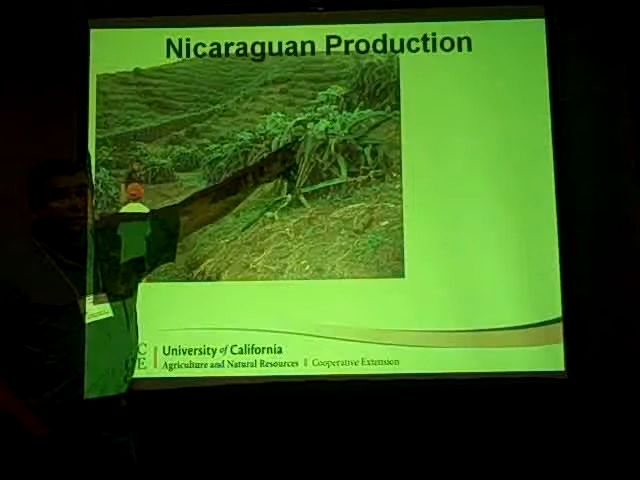 Nicaraguan Production
C
E
University of California
Agriculture and Natural Resources | Cooperative Extension